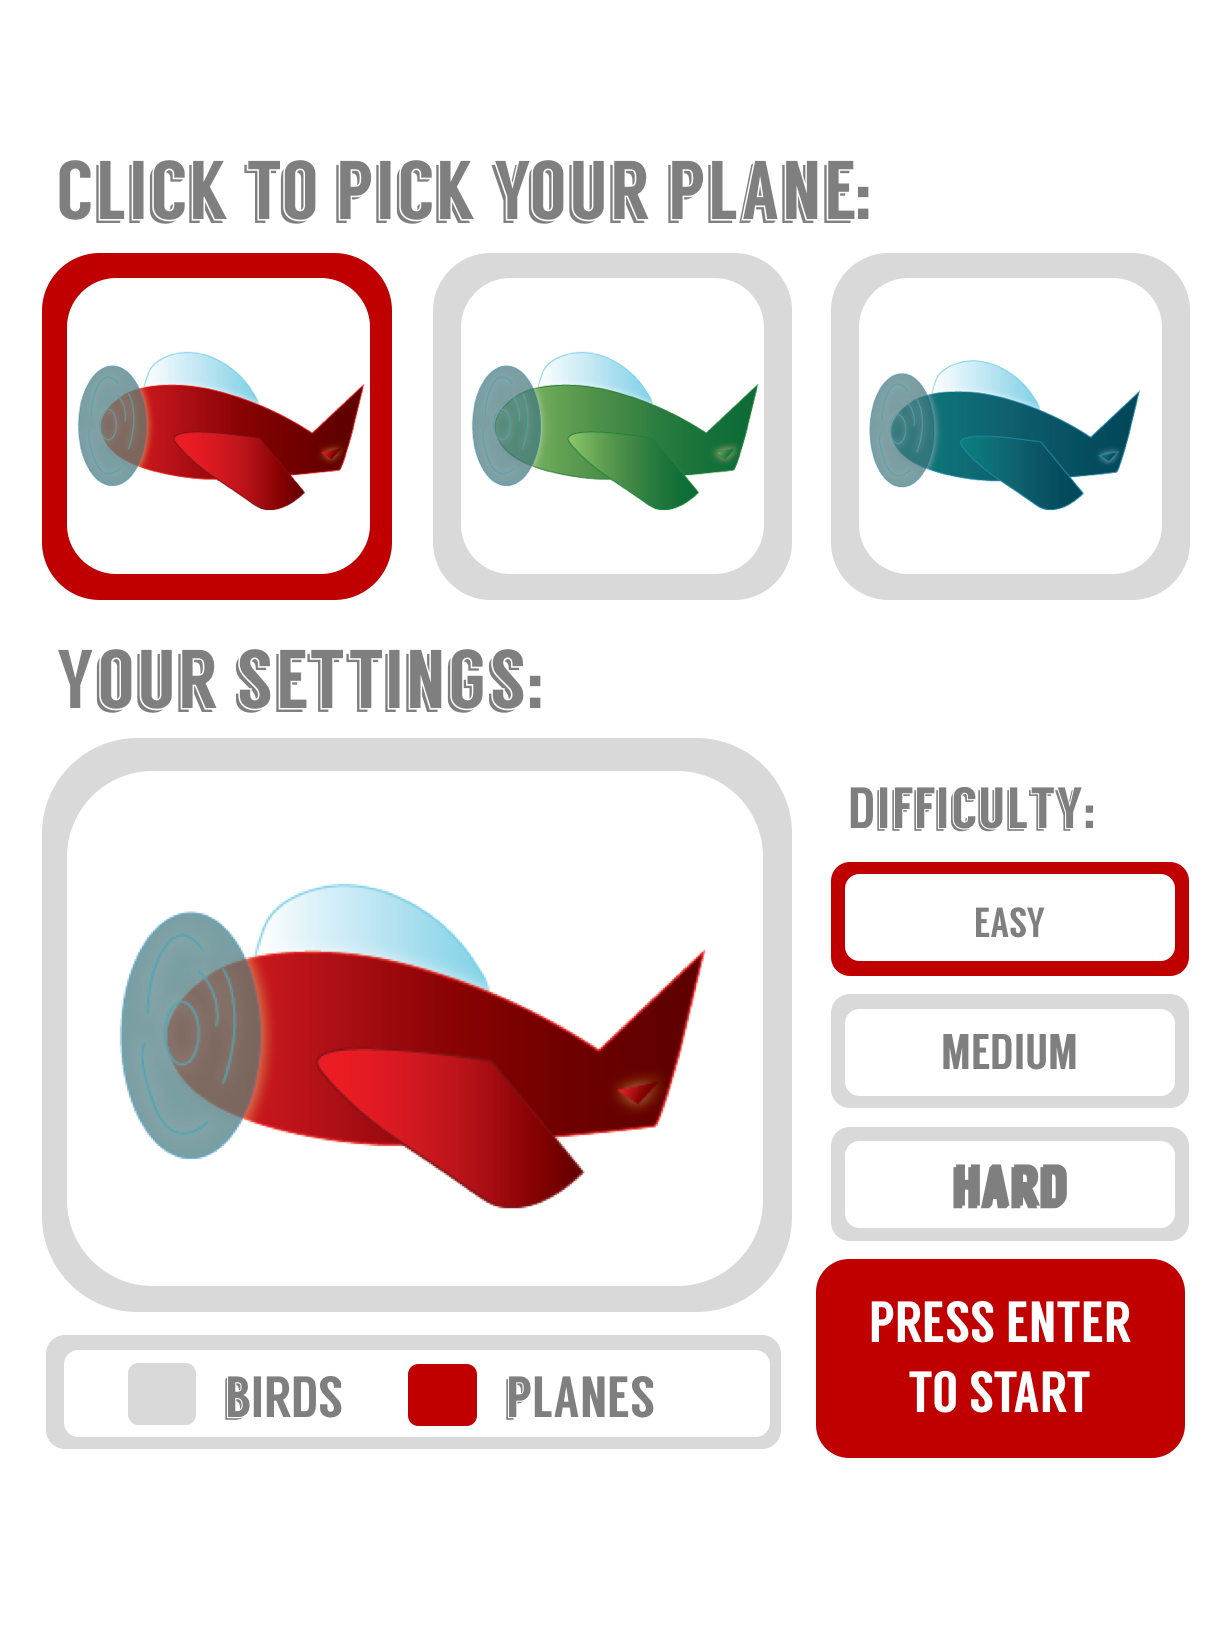 CLICK TO PICK YOUR PLANE:
YOUR SETTINGS:
DIFFICULTY:
EASY
MEDIUM
HARD
PRESS ENTER
TO START
BIRDS PLANES